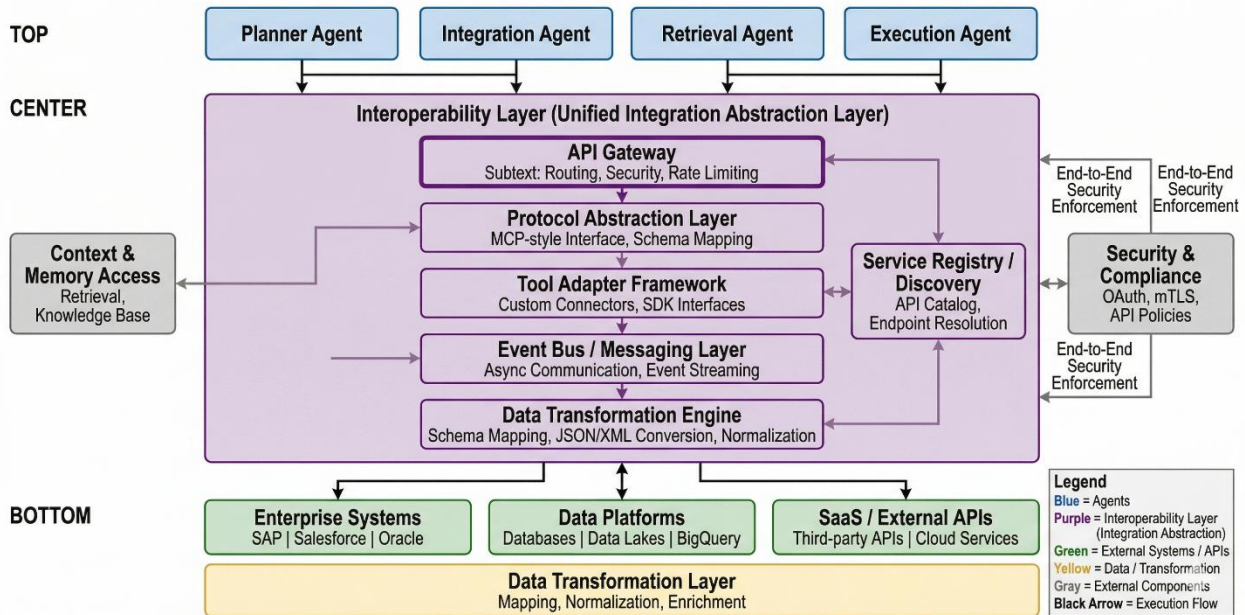 TOP
Planner Agent
Integration Agent
Retrieval Agent
Execution Agent
CENTER
Interoperability Layer (Unified Integration Abstraction Layer)
API Gateway
Subtext: Routing, Security, Rate Limiting
Protocol Abstraction Layer
MCP-style Interface, Schema Mapping
Tool Adapter Framework
Custom Connectors, SDK Interfaces
Event Bus / Messaging Layer
Async Communication, Event Streaming
Data Transformation Engine
Schema Mapping, JSON/XML Conversion, Normalization
Service Registry /
Discovery
API Catalog,
Endpoint Resolution
Context &
Memory Access
Retrieval,
Knowledge Base
End-to-End
Security
Enforcement
End-to-End
Security
Enforcement
Security &
Compliance
OAuth, mTLS,
API Policies
End-to-End
Security
Enforcement
BOTTOM
Enterprise Systems
SAP | Salesforce | Oracle
Data Platforms
Databases | Data Lakes | BigQuery
SaaS / External APIs
Third-party APIs | Cloud Services
Data Transformation Layer
Mapping, Normalization, Enrichment
Legend
Blue = Agents
Purple = Interoperability Layer
(Integration Abstraction)
Green = External Systems / APIs
Yellow = Data / Transformation
Gray = External Components
Black Arrow = Execution Flow